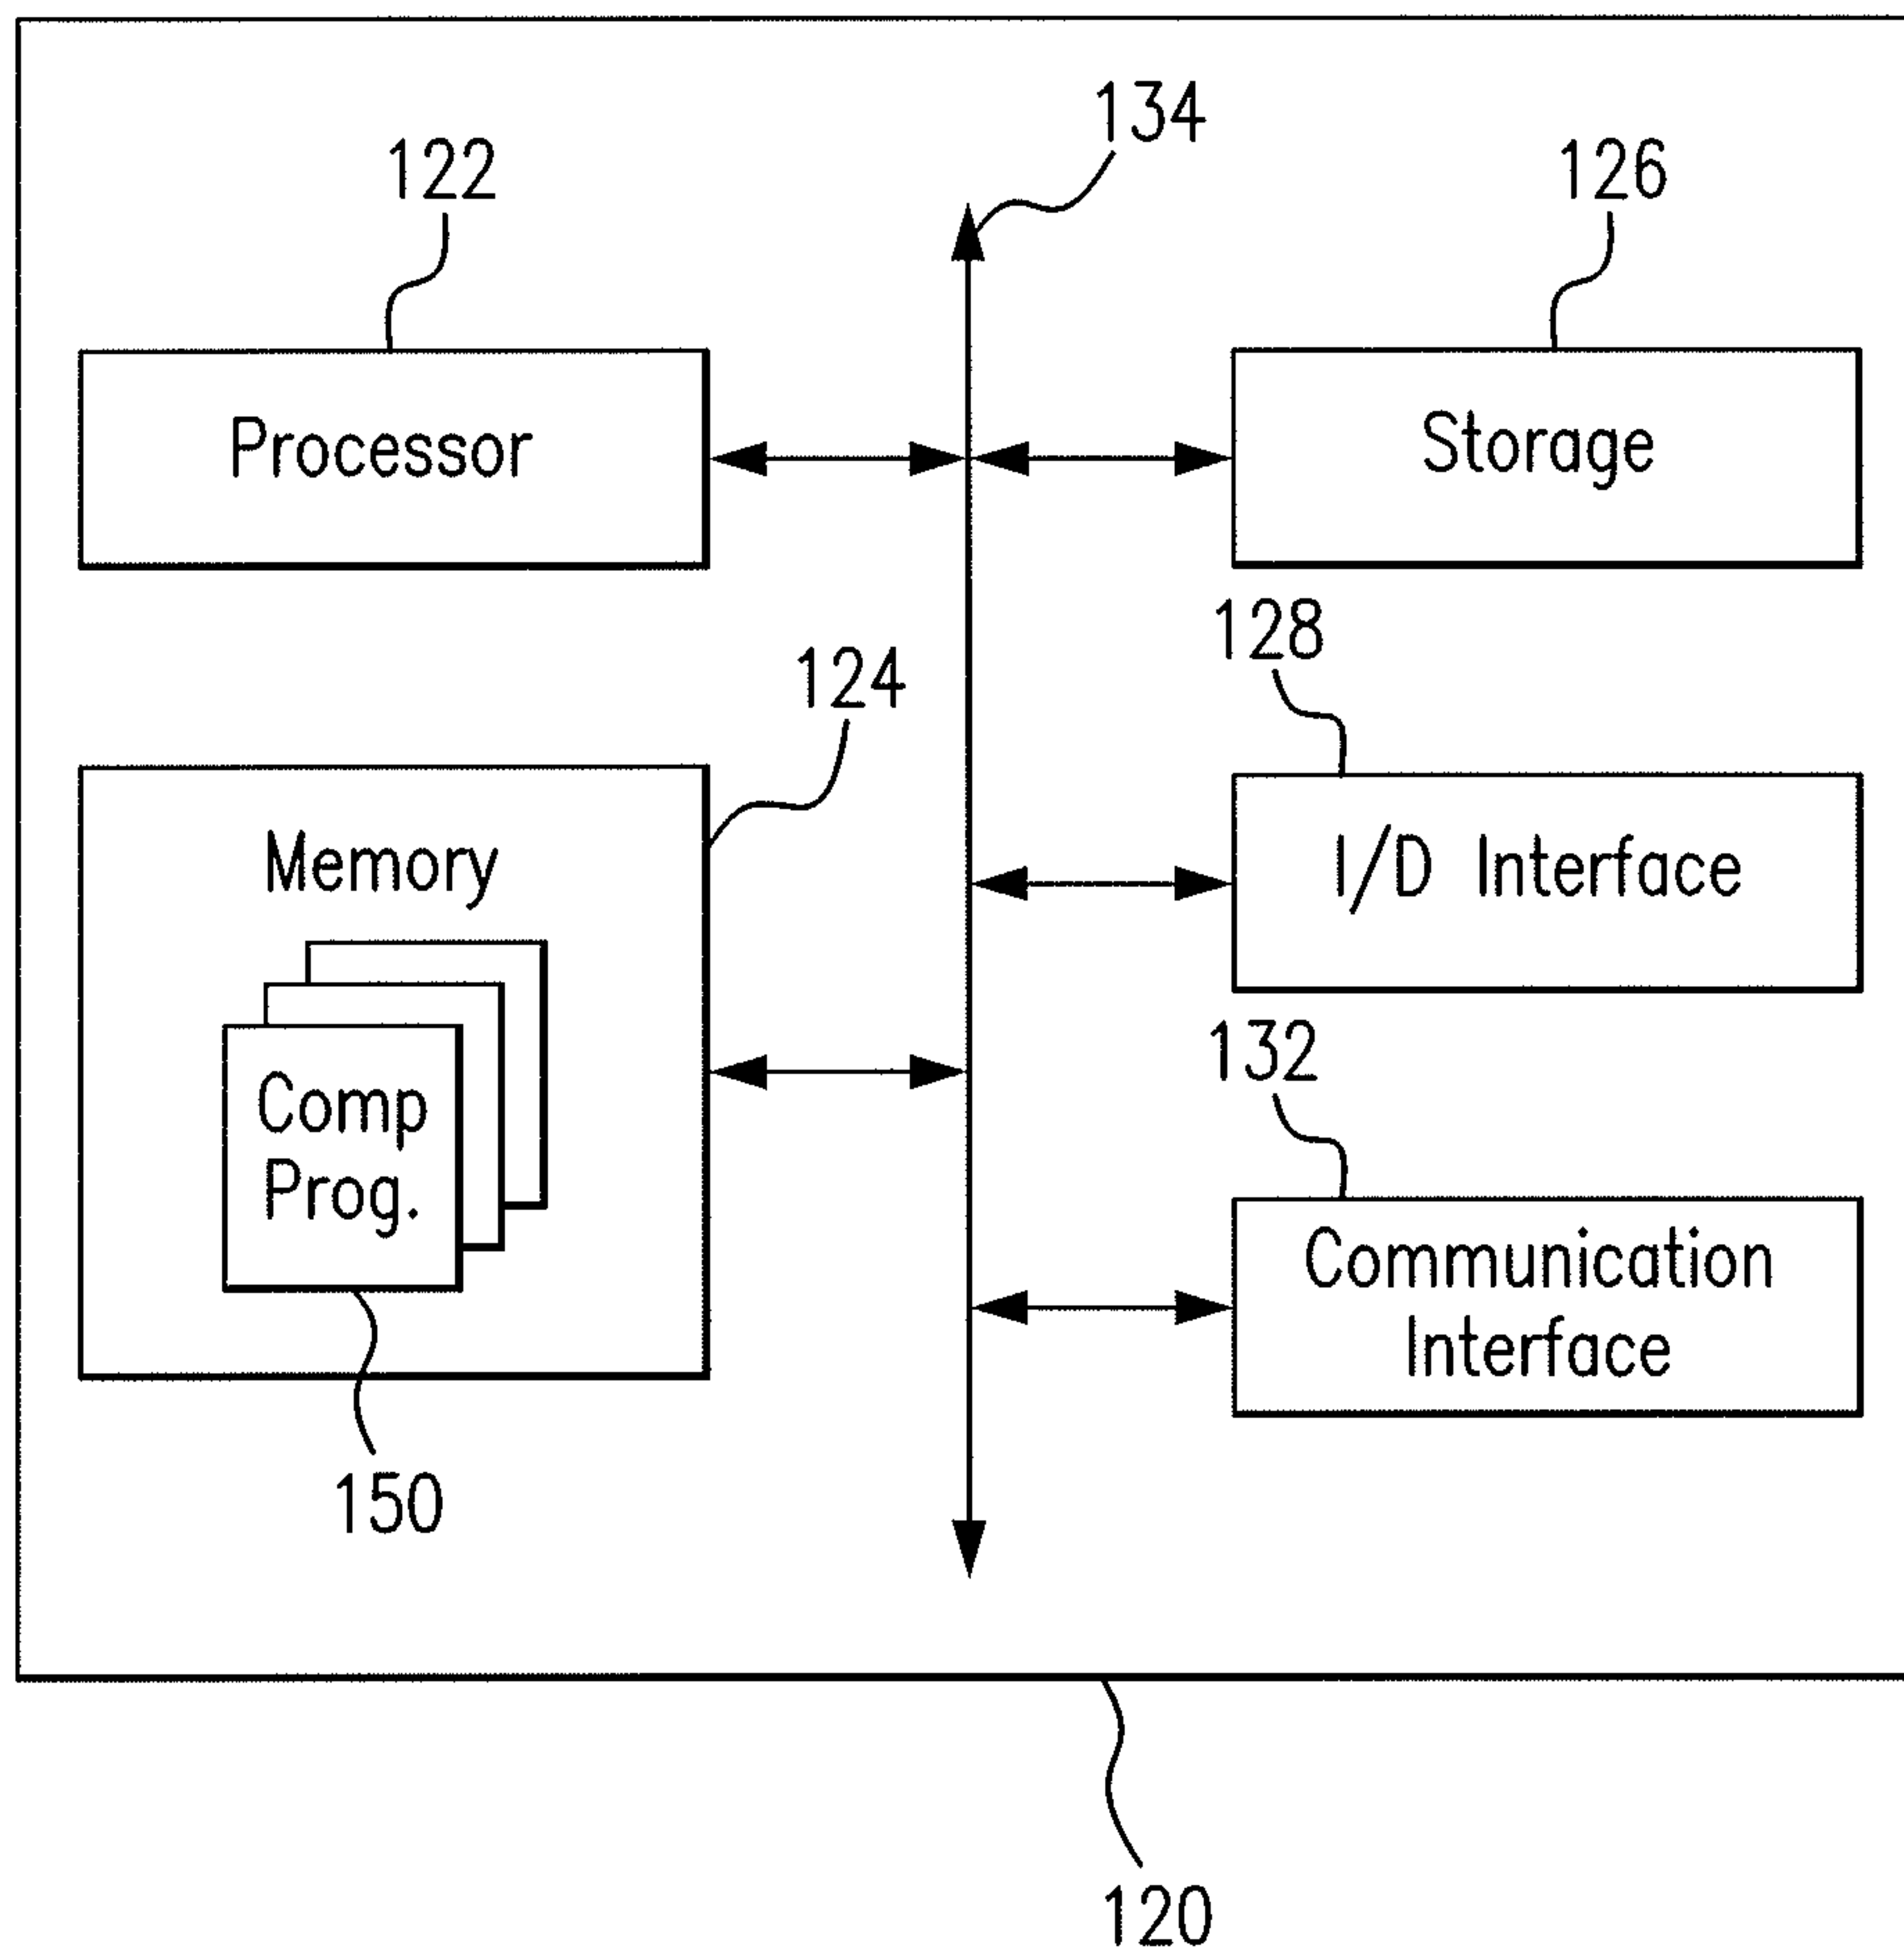 134
122
126
Processor
Storage
128
124
Memory
I/D Interface
132
Comp
Prog.
Communication
Interface
150
120